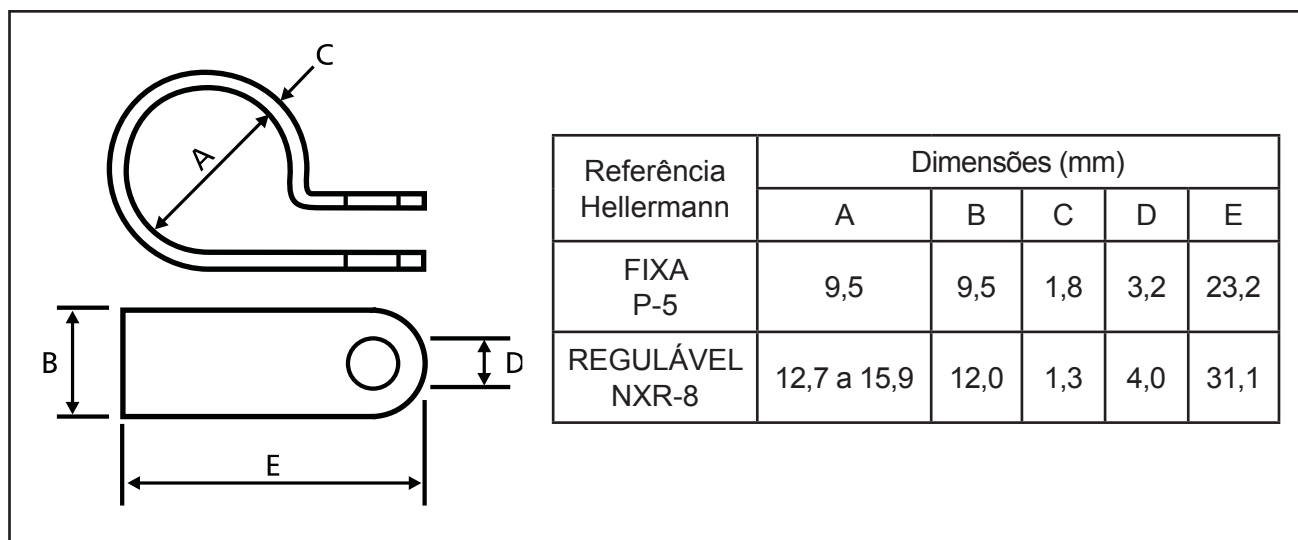 C
A
B
D
E
Referência
Hellermann
Dimensões (mm)
A B C D E
FIXA
P-5
9,5 9,5 1,8 3,2 23,2
REGULÁVEL
NXR-8
12,7 a 15,9 12,0 1,3 4,0 31,1